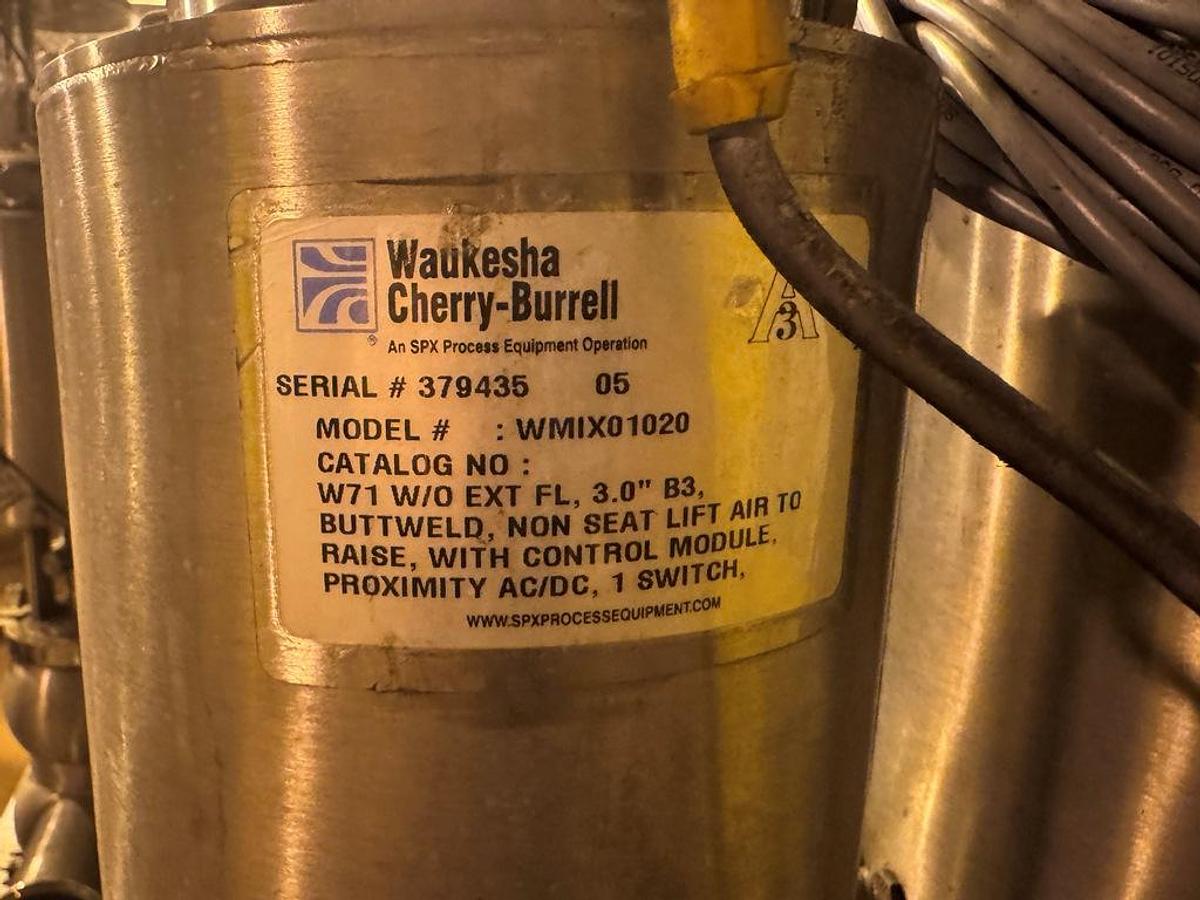 Waukesha
Cherry-Burrell
®
An SPX Process Equipment Operation
3
A
SERIAL # 379435 05
MODEL # : WMIX01020
CATALOG NO :
W71 W/O EXT FL, 3.0" B3,
BUTTWELD, NON SEAT LIFT AIR TO
RAISE, WITH CONTROL MODULE,
PROXIMITY AC/DC, 1 SWITCH,
WWW.SPXPROCESSEQUIPMENT.COM